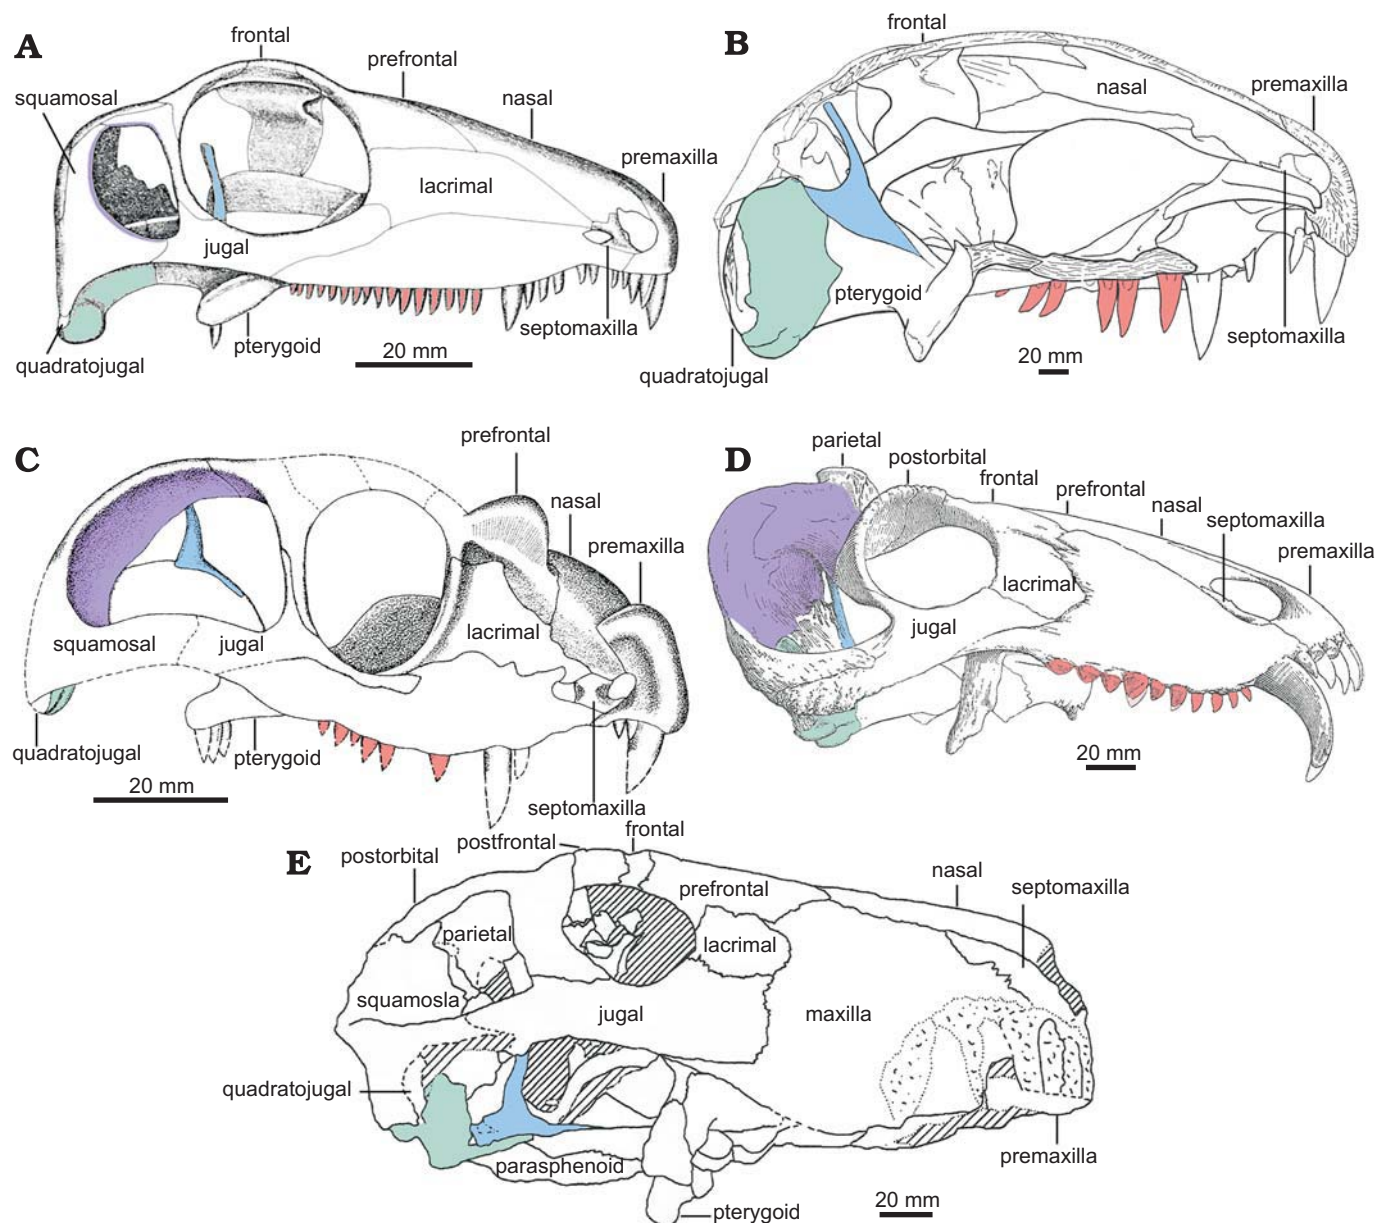 A
frontal
prefrontal
squamosal
nasal
premaxilla
lacrimal
jugal
septomaxilla
pterygoid
quadratojugal
20 mm
B
frontal
nasal
premaxilla
pterygoid
septomaxilla
quadratojugal
20 mm
C
prefrontal
nasal
premaxilla
lacrimal
squamosal
jugal
quadratojugal
pterygoid
septomaxilla
20 mm
D
parietal
postorbital
frontal
prefrontal
nasal
septomaxilla
premaxilla
lacrimal
jugal
20 mm
E
postorbital
postfrontal
frontal
prefrontal
nasal
septomaxilla
parietal
lacrimal
squamosla
jugal
maxilla
quadratojugal
parasphenoid
premaxilla
pterygoid
20 mm